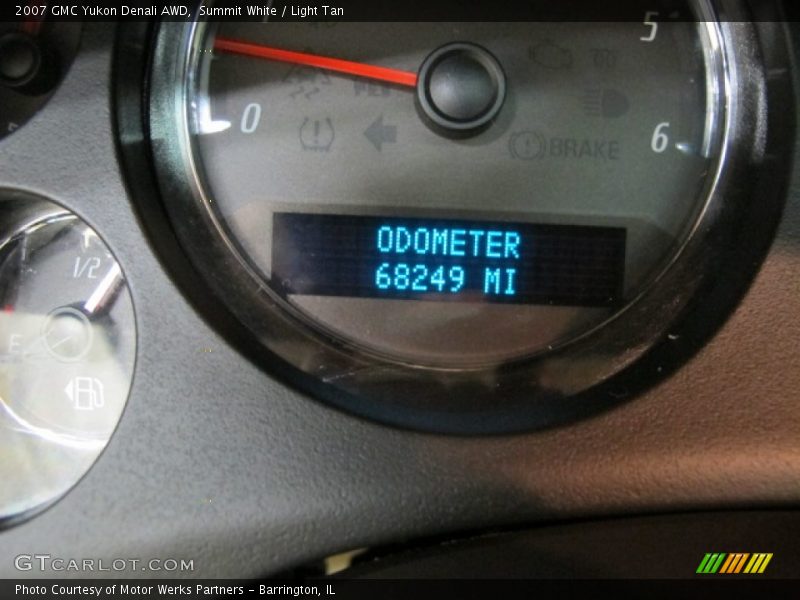 2007 GMC Yukon Denali AWD,  Summit White / Light Tan
5
0
6
BRAKE
1/2
F
E
ODOMETER
68249 MI
GTCARLOT.COM
Photo Courtesy of Motor Werks Partners - Barrington, IL